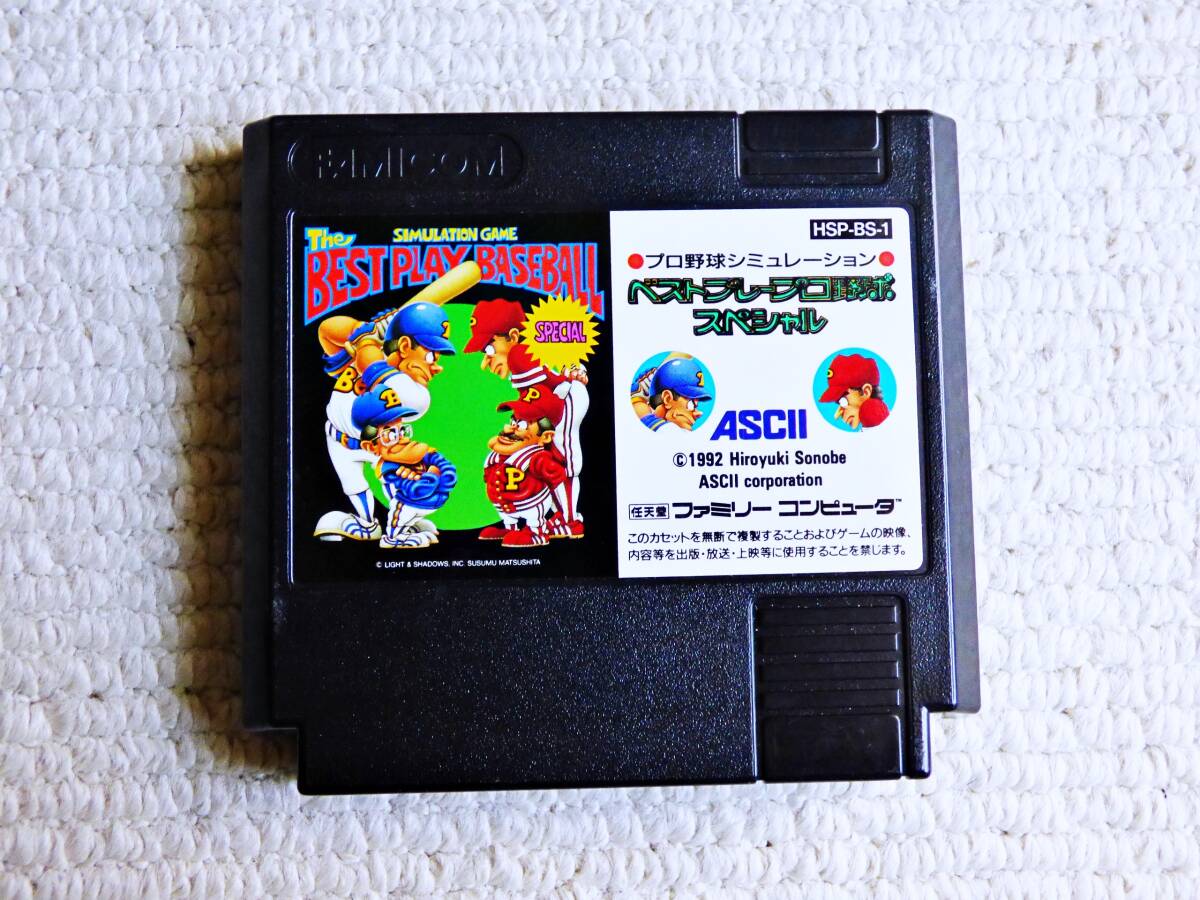 FAMICOM
The
SIMULATION GAME
BEST PLAY BASEBALL
SPECIAL
B
P
P
© LIGHT & SHADOWS, INC SUSUMU MATSUSHITA
HSP-BS-1
●プロ野球シミュレーション●
ベストプレープロ野球
スペシャル
ASCII
©1992 Hiroyuki Sonobe
ASCII corporation
任天堂 ファミリーコンピュータ™
このカセットを無断で複製することおよびゲームの映像、
内容等を出版・放送・上映等に使用することを禁じます。